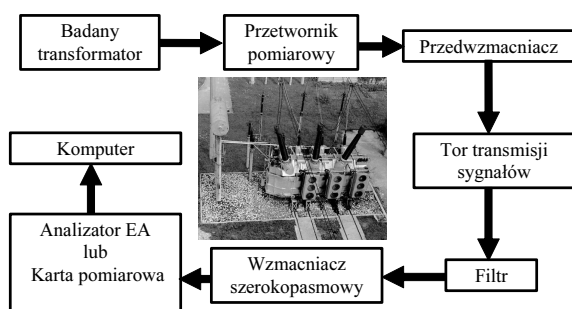 Badany
transformator
Przetwornik
pomiarowy
Przedwzmacniacz
Tor transmisji
sygnałów
Filtr
Wzmacniacz
szerokopasmowy
Analizator EA
lub
Karta pomiarowa
Komputer